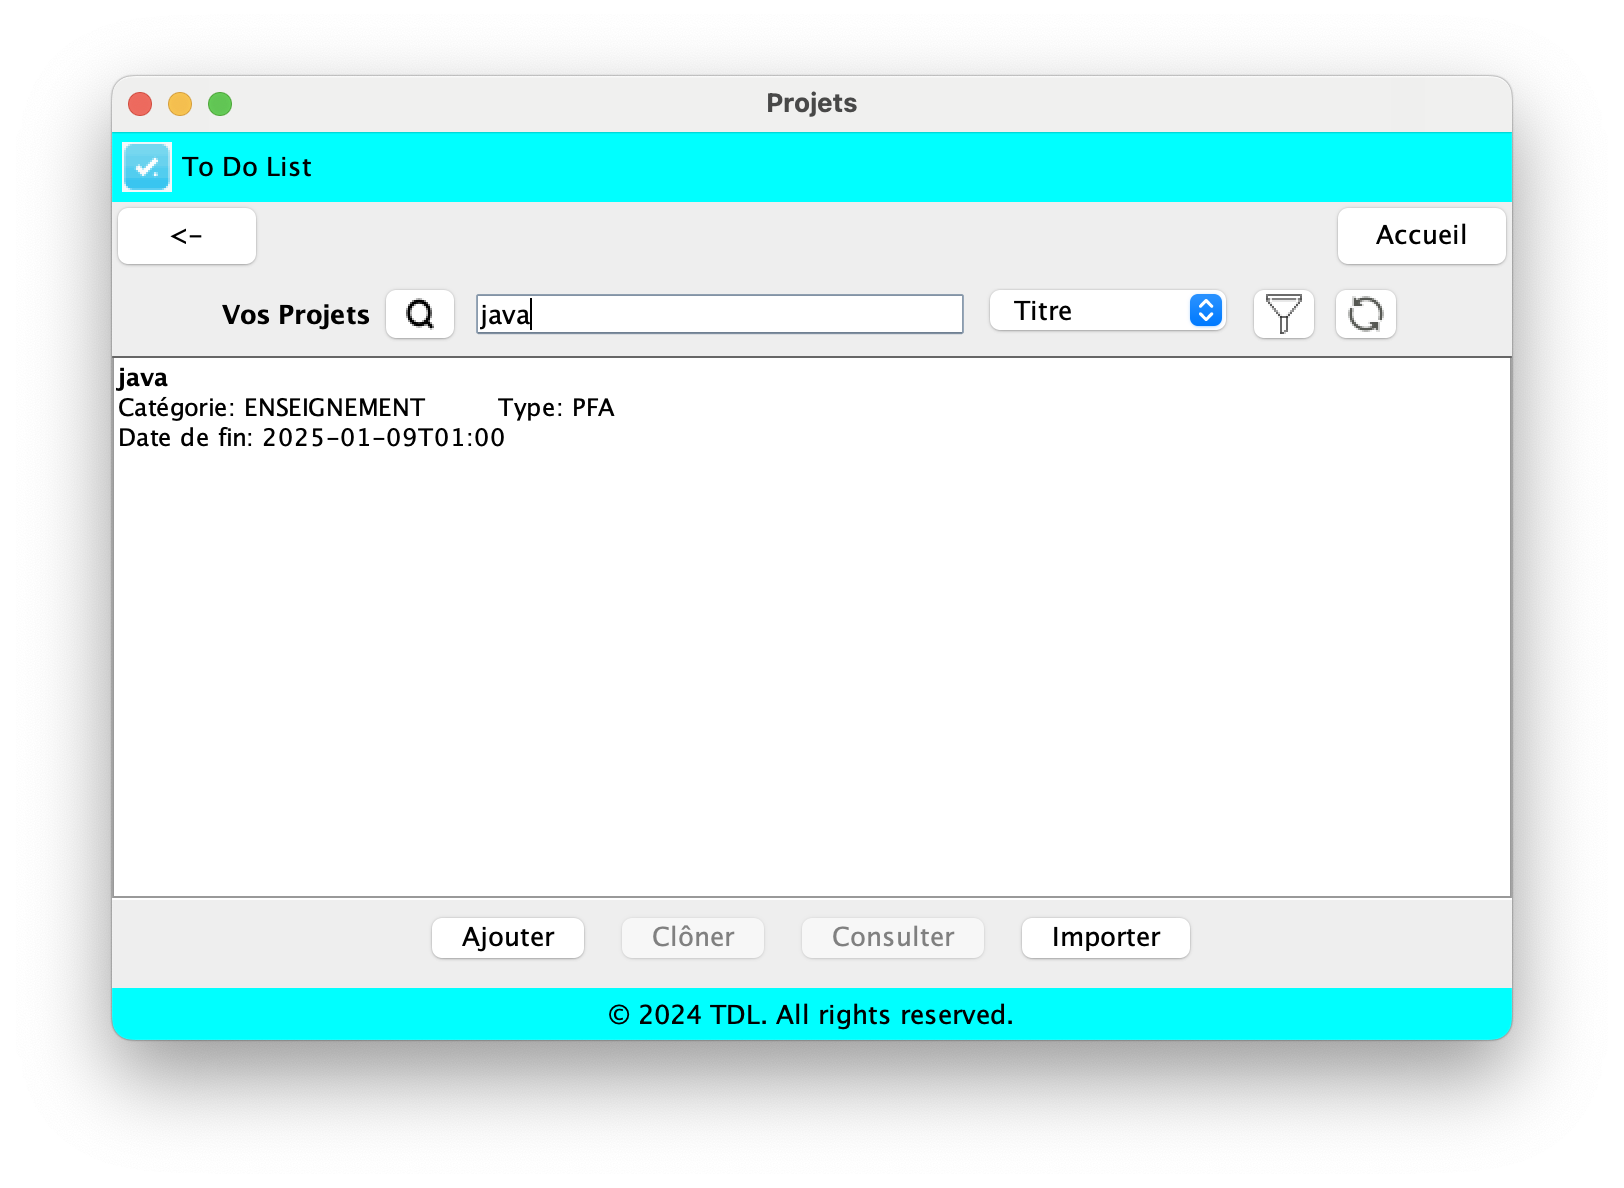 Projets
To Do List
<-
Accueil
Vos Projets
java
Titre
java
Catégorie: ENSEIGNEMENT Type: PFA
Date de fin: 2025-01-09T01:00
Ajouter
Clôner
Consulter
Importer
© 2024 TDL. All rights reserved.